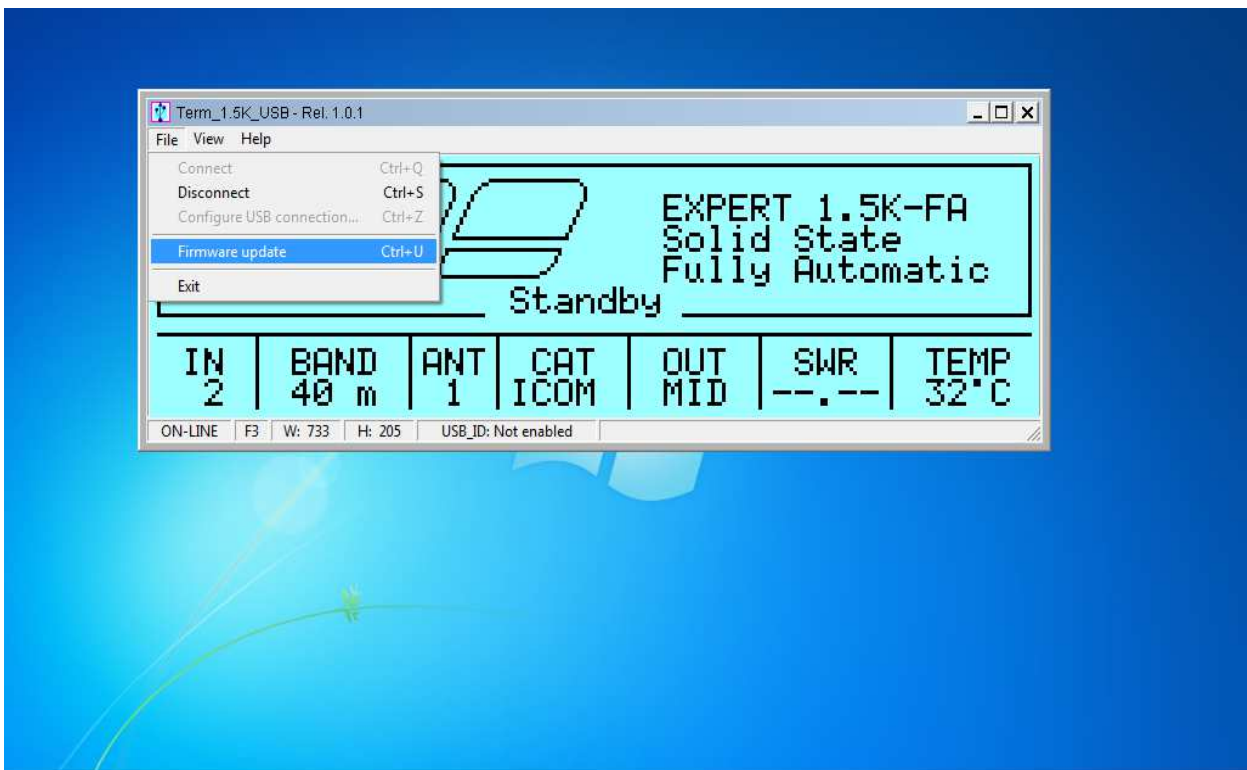 Term_1.5K_USB - Rel. 1.0.1
File View Help
Connect Ctrl+Q
Disconnect Ctrl+S
Configure USB connection... Ctrl+Z
Firmware update Ctrl+U
Exit
EXPERT 1.5K-FA
Solid State
Fully Automatic
Standby
IN BAND ANT CAT OUT SWR TEMP
2 40 m 1 ICOM MID --.-- 32°C
ON-LINE F3 W: 733 H: 205 USB_ID: Not enabled